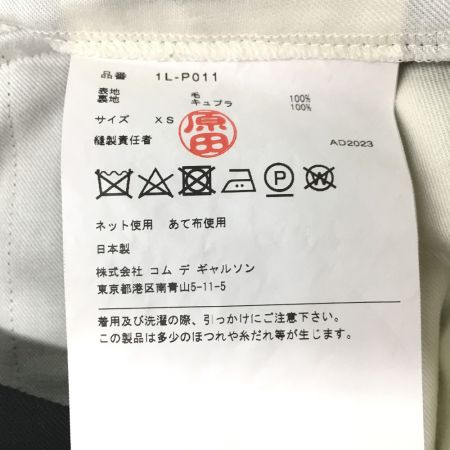 品番 1L-P011
表地 毛 100%
裏地 キュプラ 100%
サイズ XS
原田
縫製責任者 AD2023
P W
ネット使用 あて布使用
日本製
株式会社 コム デ ギャルソン
東京都港区南青山5-11-5
着用及び洗濯の際、引っかけにご注意下さい。
この製品は多少のほつれや糸だれ等が生じます。